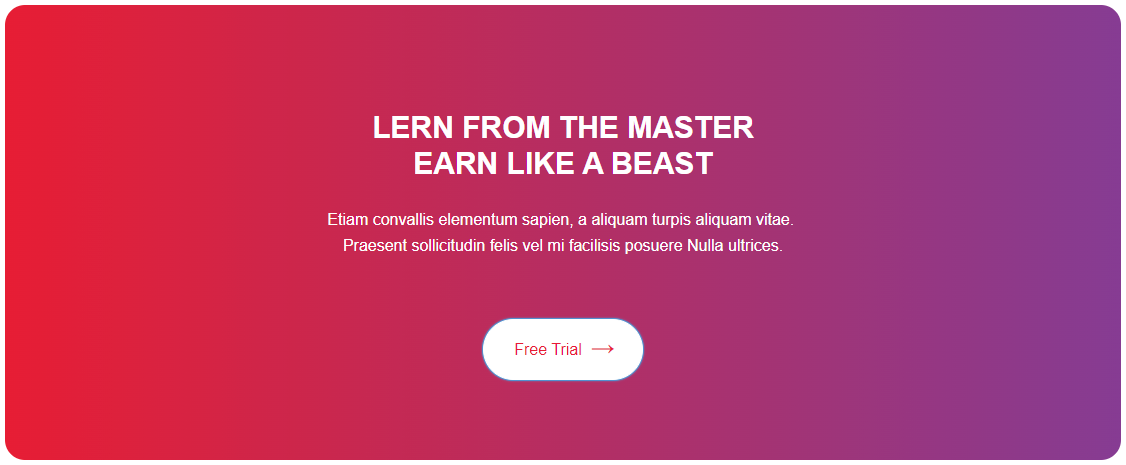 LERN FROM THE MASTER
EARN LIKE A BEAST
Etiam convallis elementum sapien, a aliquam turpis aliquam vitae.
Praesent sollicitudin felis vel mi facilisis posuere Nulla ultrices.
Free Trial →